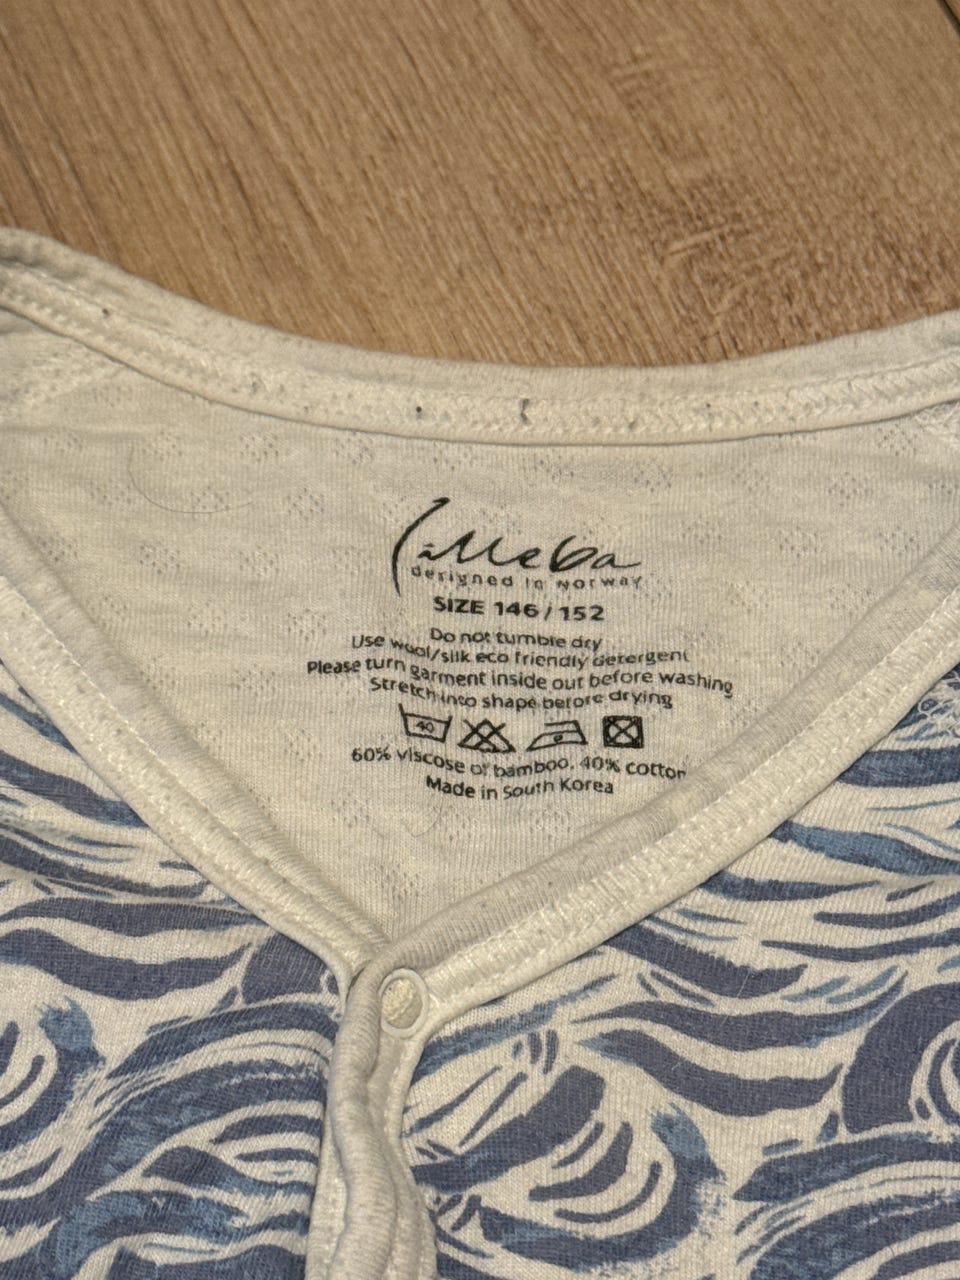 Lilleba
designed in Norway
SIZE 146/152
Do not tumble dry
Use wool/silk eco friendly detergent
Please turn garment inside out before washing
Stretch into shape before drying
40
60% viscose of bamboo, 40% cotton
Made in South Korea